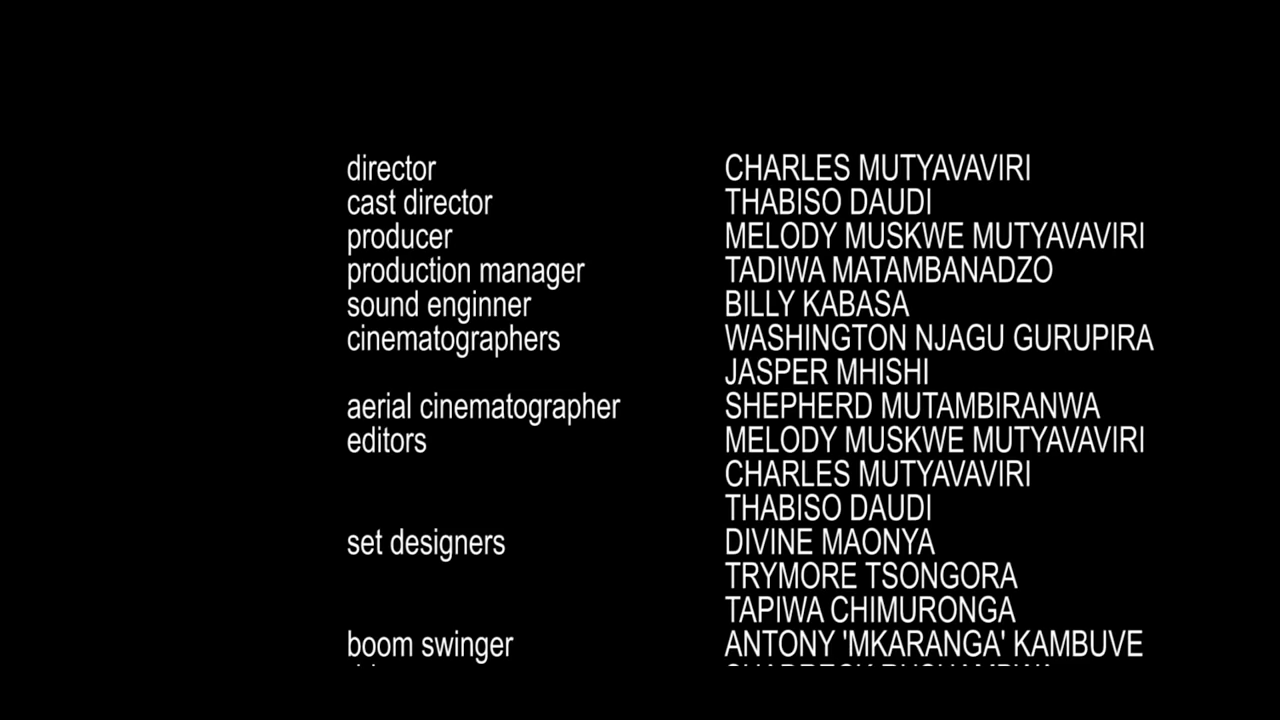 director CHARLES MUTYAVAVIRI
cast director THABISO DAUDI
producer MELODY MUSKWE MUTYAVAVIRI
production manager TADIWA MATAMBANADZO
sound enginner BILLY KABASA
cinematographers WASHINGTON NJAGU GURUPIRA
JASPER MHISHI
aerial cinematographer SHEPHERD MUTAMBIRANWA
editors MELODY MUSKWE MUTYAVAVIRI
CHARLES MUTYAVAVIRI
THABISO DAUDI
set designers DIVINE MAONYA
TRYMORE TSONGORA
TAPIWA CHIMURONGA
boom swinger ANTONY 'MKARANGA' KAMBUVE